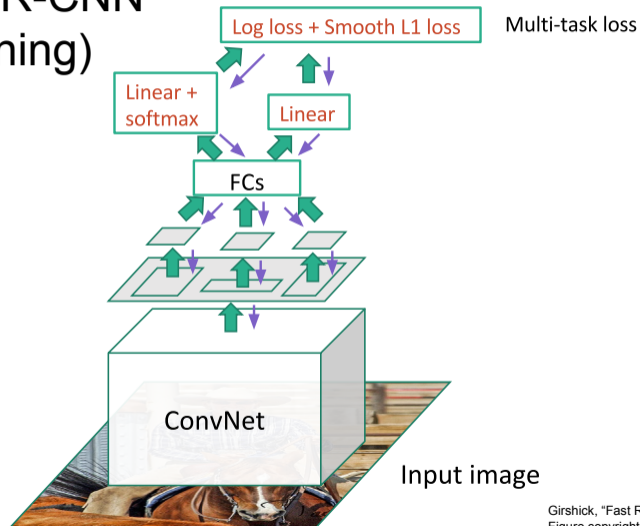 R-CNN
ning)
Log loss + Smooth L1 loss
Multi-task loss
Linear +
softmax
Linear
FCs
ConvNet
Input image
Girshick, "Fast R
Figure copyright